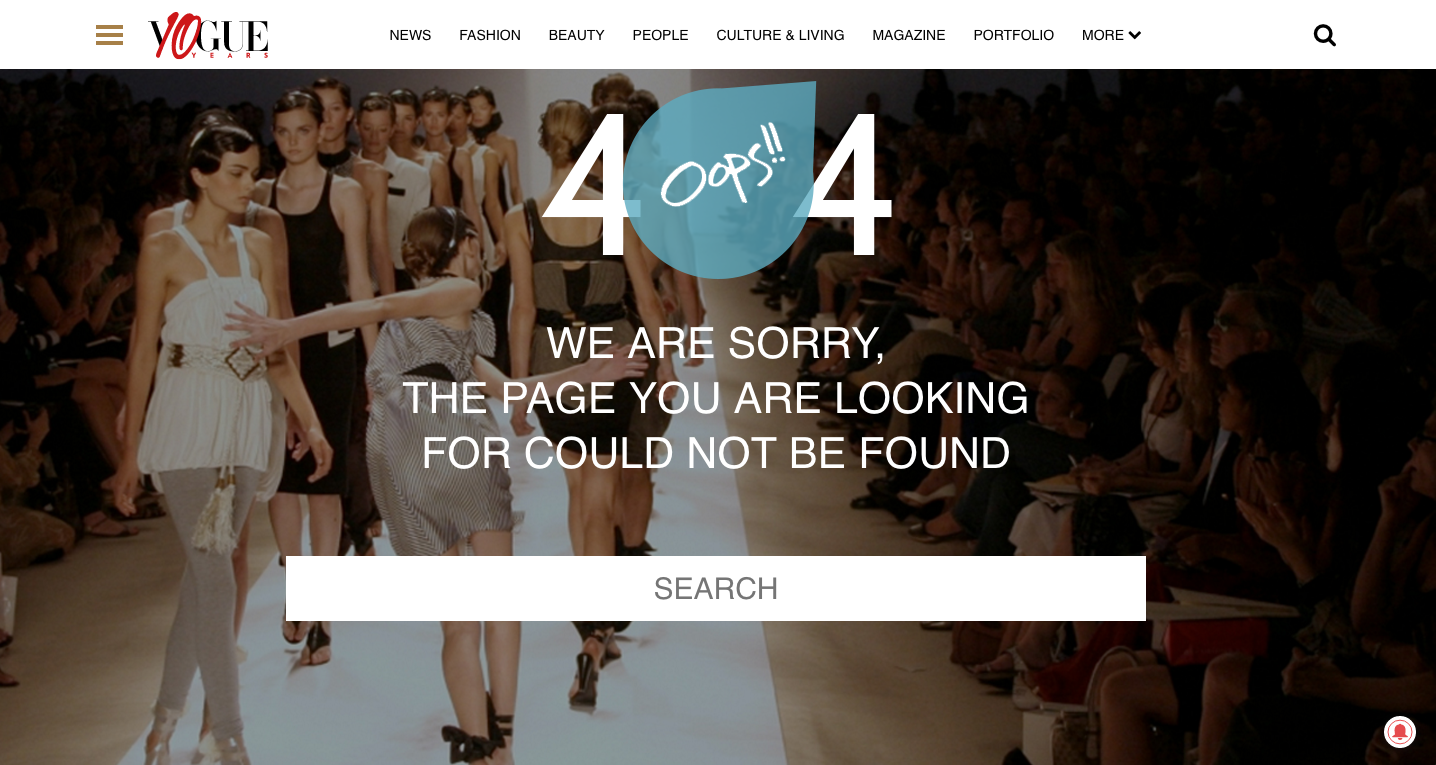 VOGUE
YEARS
NEWS FASHION BEAUTY PEOPLE CULTURE & LIVING MAGAZINE PORTFOLIO MORE
4 Oops!! 4
WE ARE SORRY,
THE PAGE YOU ARE LOOKING
FOR COULD NOT BE FOUND
SEARCH